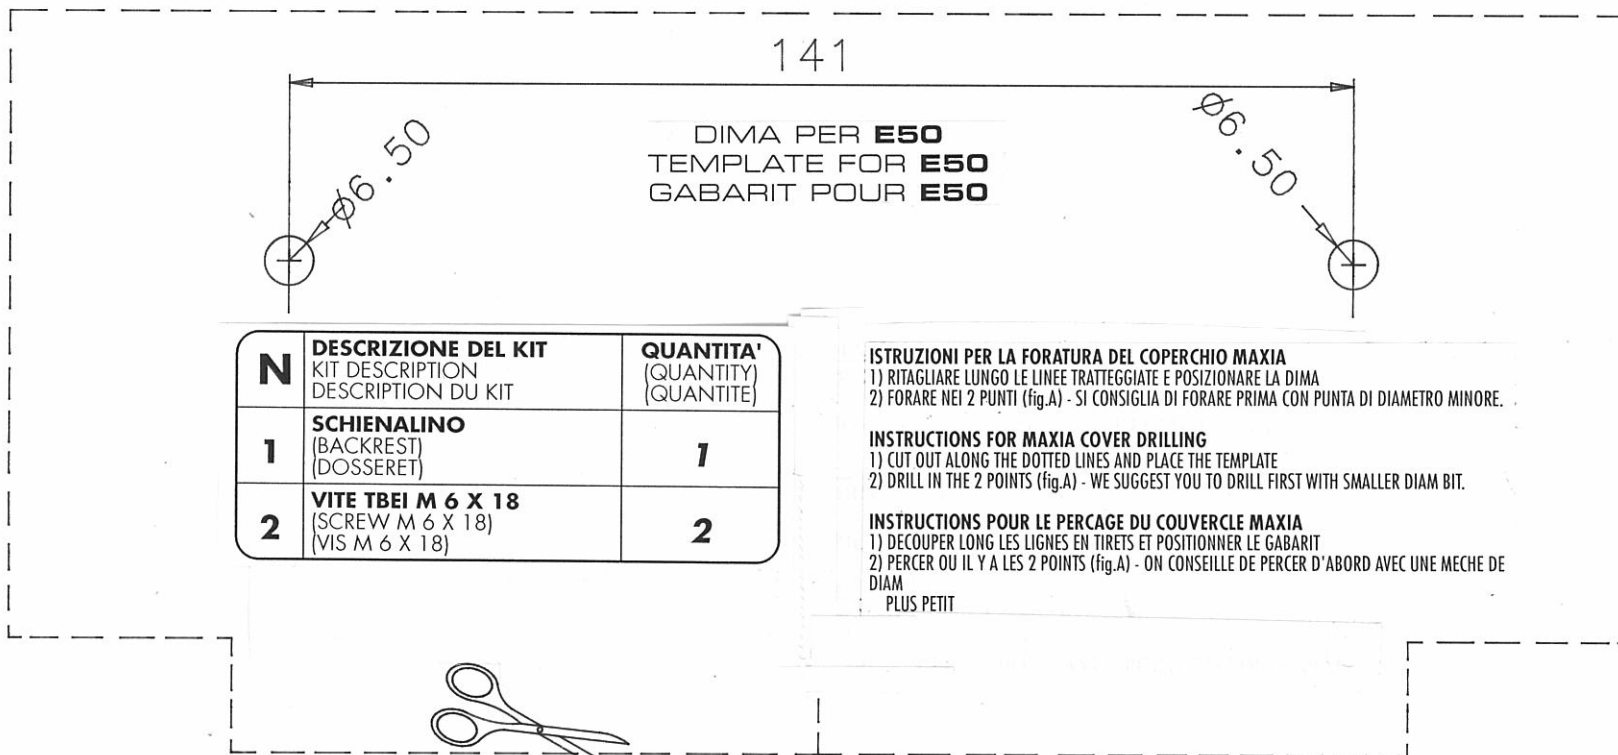 141
ϕ6.50
ϕ6.50
DIMA PER E50
TEMPLATE FOR E50
GABARIT POUR E50
N
DESCRIZIONE DEL KIT
KIT DESCRIPTION
DESCRIPTION DU KIT
QUANTITA'
(QUANTITY)
(QUANTITE)
1
SCHIENALINO
(BACKREST)
(DOSSERET)
1
2
VITE TBEI M 6 X 18
(SCREW M 6 X 18)
(VIS M 6 X 18)
2
ISTRUZIONI PER LA FORATURA DEL COPERCHIO MAXIA
1) RITAGLIARE LUNGO LE LINEE TRATTEGGIATE E POSIZIONARE LA DIMA
2) FORARE NEI 2 PUNTI (fig.A) - SI CONSIGLIA DI FORARE PRIMA CON PUNTA DI DIAMETRO MINORE.
INSTRUCTIONS FOR MAXIA COVER DRILLING
1) CUT OUT ALONG THE DOTTED LINES AND PLACE THE TEMPLATE
2) DRILL IN THE 2 POINTS (fig.A) - WE SUGGEST YOU TO DRILL FIRST WITH SMALLER DIAM BIT.
INSTRUCTIONS POUR LE PERCAGE DU COUVERCLE MAXIA
1) DECOUPER LONG LES LIGNES EN TIRETS ET POSITIONNER LE GABARIT
2) PERCER OU IL Y A LES 2 POINTS (fig.A) - ON CONSEILLE DE PERCER D'ABORD AVEC UNE MECHE DE
DIAM
PLUS PETIT